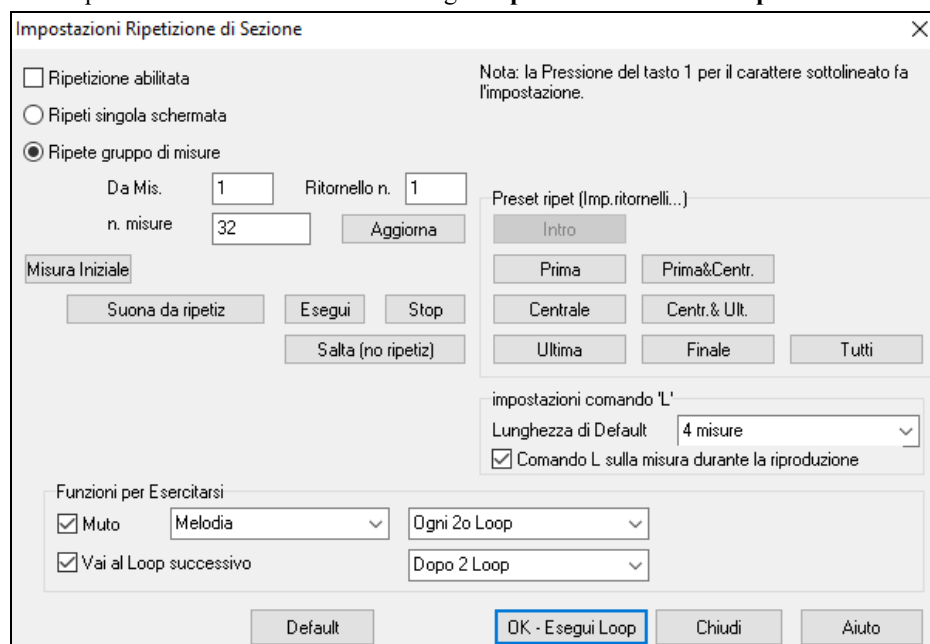 Impostazioni Ripetizione di Sezione
Ripetizione abilitata
Nota: la Pressione del tasto 1 per il carattere sottolineato fa
l'impostazione.
Ripeti singola schermata
Ripete gruppo di misure
Da Mis. 1 Ritornello n. 1
n. misure 32 Aggiorna
Misura Iniziale
Suona da ripetiz Esegui Stop
Salta (no ripetiz)
Preset ripet (Imp.ritornelli...)
Intro
Prima Prima&Centr.
Centrale Centr.& Ult.
Ultima Finale Tutti
impostazioni comando 'L'
Lunghezza di Default 4 misure
Comando L sulla misura durante la riproduzione
Funzioni per Esercitarsi
Muto Melodia Ogni 2o Loop
Vai al Loop successivo Dopo 2 Loop
Default OK - Esegui Loop Chiudi Aiuto